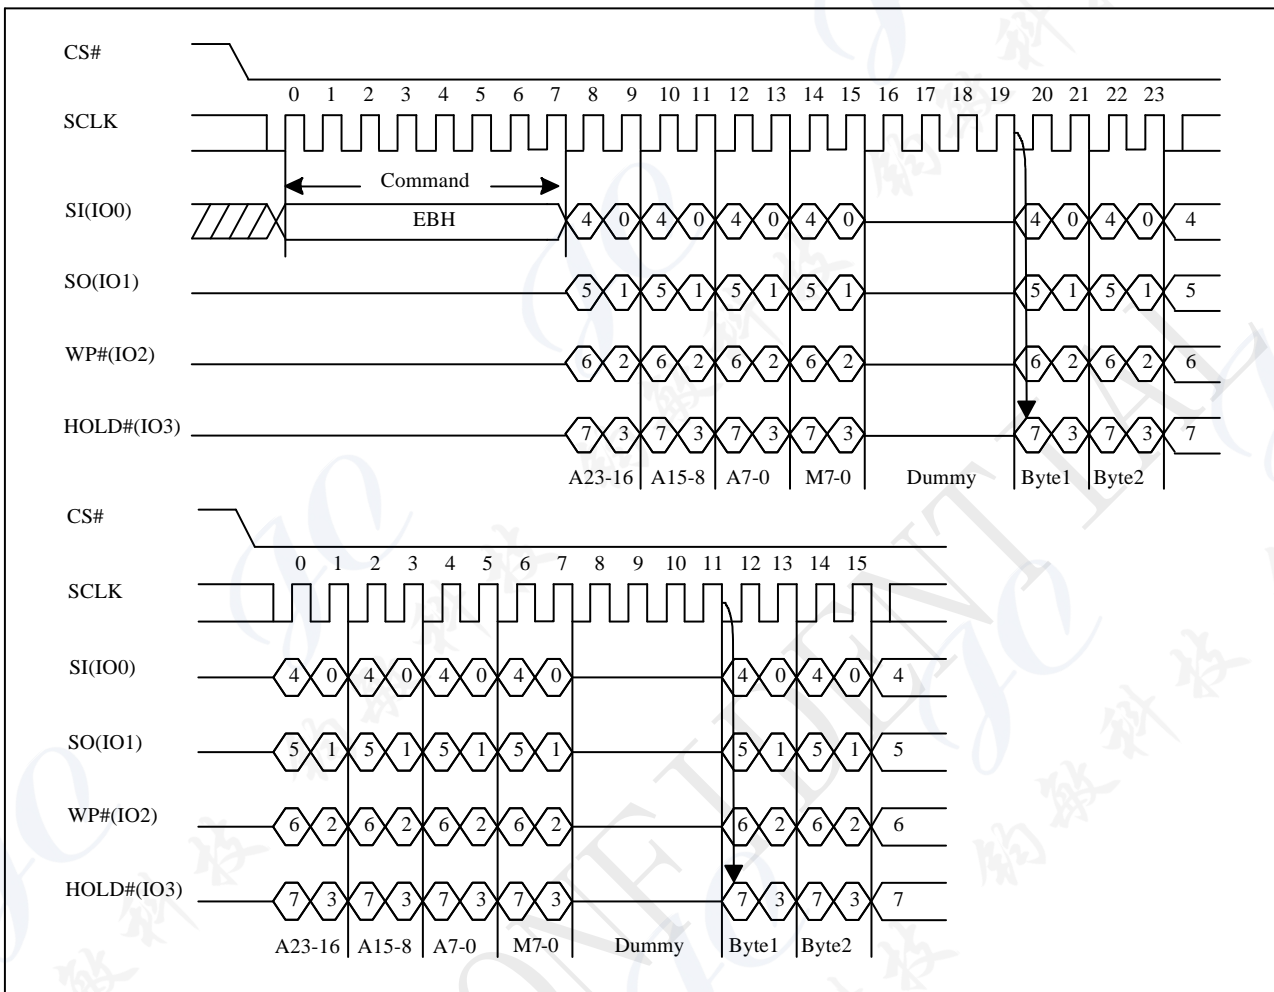 CS#
0 1 2 3 4 5 6 7 8 9 10 11 12 13 14 15 16 17 18 19 20 21 22 23
SCLK
Command
SI(IO0) EBH 4 0 4 0 4 0 4 0 4 0 4 0 4
SO(IO1) 5 1 5 1 5 1 5 1 5 1 5 1 5
WP#(IO2) 6 2 6 2 6 2 6 2 6 2 6 2 6
HOLD#(IO3) 7 3 7 3 7 3 7 3 7 3 7 3 7
A23-16 A15-8 A7-0 M7-0 Dummy Byte1 Byte2
CS#
0 1 2 3 4 5 6 7 8 9 10 11 12 13 14 15
SCLK
SI(IO0) 4 0 4 0 4 0 4 0 4 0 4 0 4
SO(IO1) 5 1 5 1 5 1 5 1 5 1 5 1 5
WP#(IO2) 6 2 6 2 6 2 6 2 6 2 6 2 6
HOLD#(IO3) 7 3 7 3 7 3 7 3 7 3 7 3 7
A23-16 A15-8 A7-0 M7-0 Dummy Byte1 Byte2